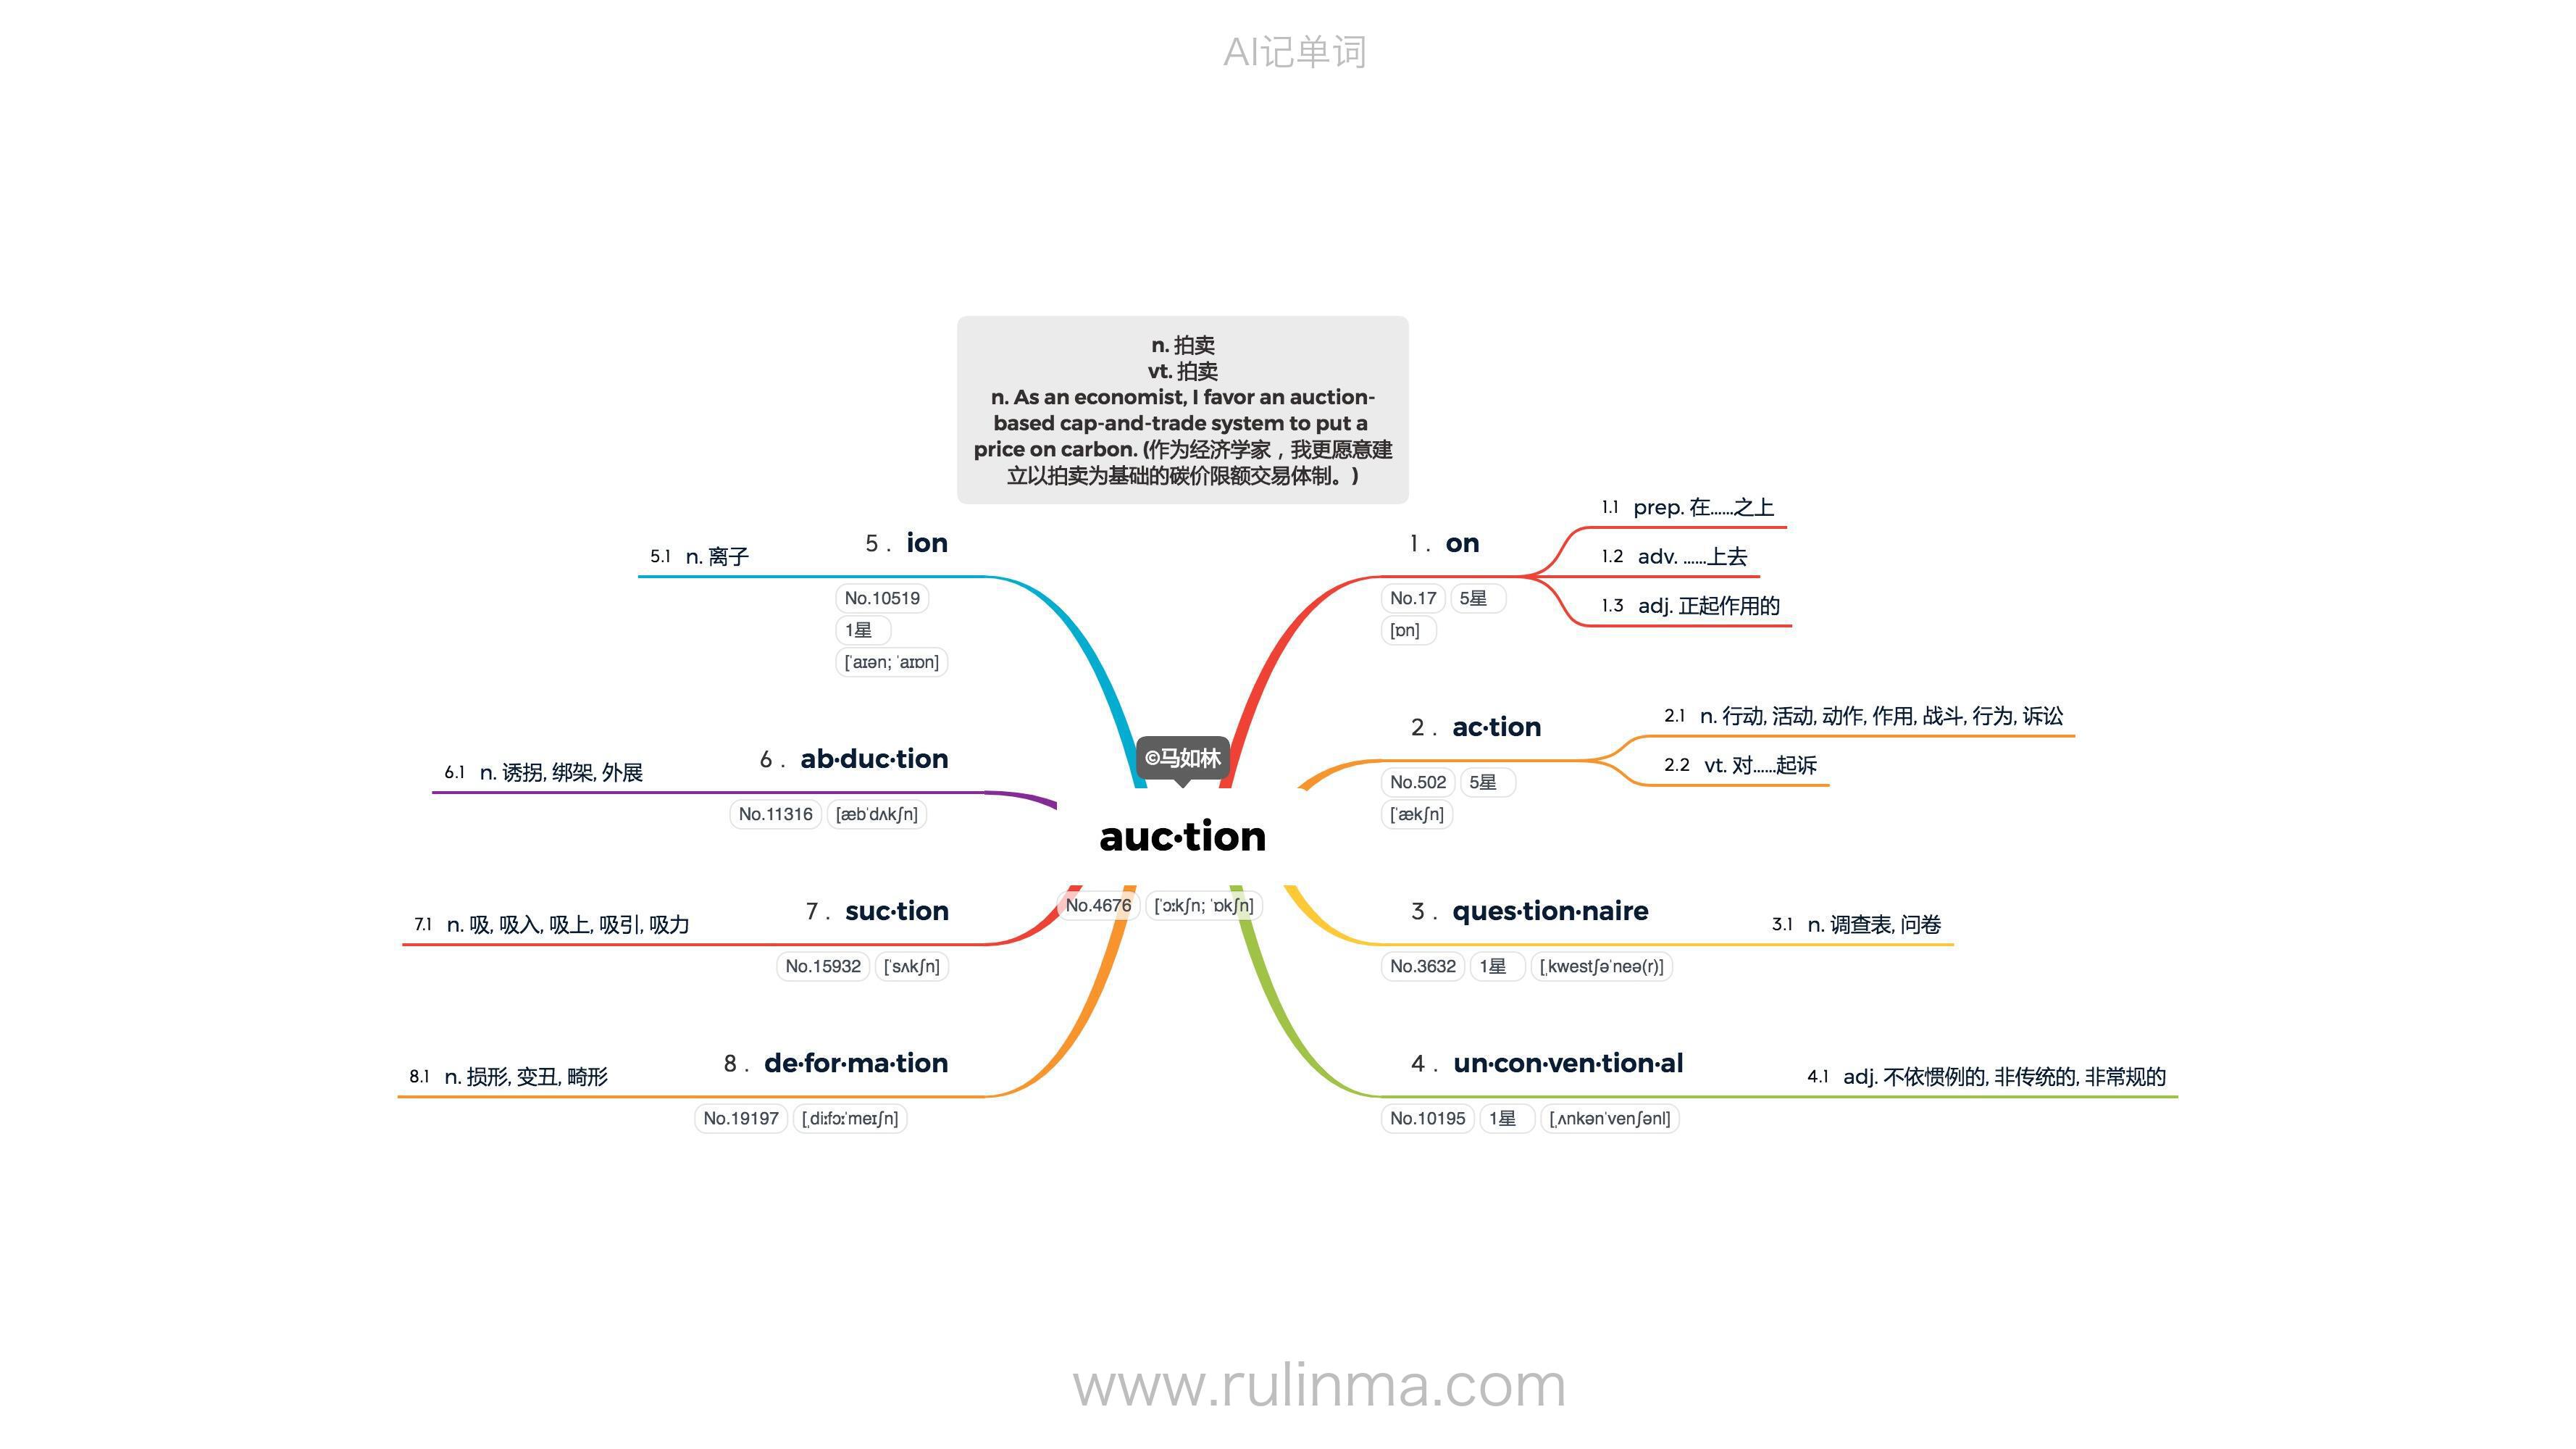 AI记单词
n. 拍卖
vt. 拍卖
n. As an economist, I favor an auction-
based cap-and-trade system to put a
price on carbon. (作为经济学家，我更愿意建
立以拍卖为基础的碳价限额交易体制。)
©马如林
auc·tion
No.4676 [ˈɔːkʃn; ˈɒkʃn]
1 . on
No.17 5星
[ɒn]
1.1 prep. 在……之上
1.2 adv. ……上去
1.3 adj. 正起作用的
2 . ac·tion
No.502 5星
[ˈækʃn]
2.1 n. 行动, 活动, 动作, 作用, 战斗, 行为, 诉讼
2.2 vt. 对……起诉
3 . ques·tion·naire
No.3632 1星 [ˌkwestʃəˈneə(r)]
3.1 n. 调查表, 问卷
4 . un·con·ven·tion·al
No.10195 1星 [ˌʌnkənˈvenʃənl]
4.1 adj. 不依惯例的, 非传统的, 非常规的
5 . ion
No.10519
1星
[ˈaɪən; ˈaɪɒn]
5.1 n. 离子
6 . ab·duc·tion
No.11316 [æbˈdʌkʃn]
6.1 n. 诱拐, 绑架, 外展
7 . suc·tion
No.15932 [ˈsʌkʃn]
7.1 n. 吸, 吸入, 吸上, 吸引, 吸力
8 . de·for·ma·tion
No.19197 [ˌdiːfɔːˈmeɪʃn]
8.1 n. 损形, 变丑, 畸形
www.rulinma.com